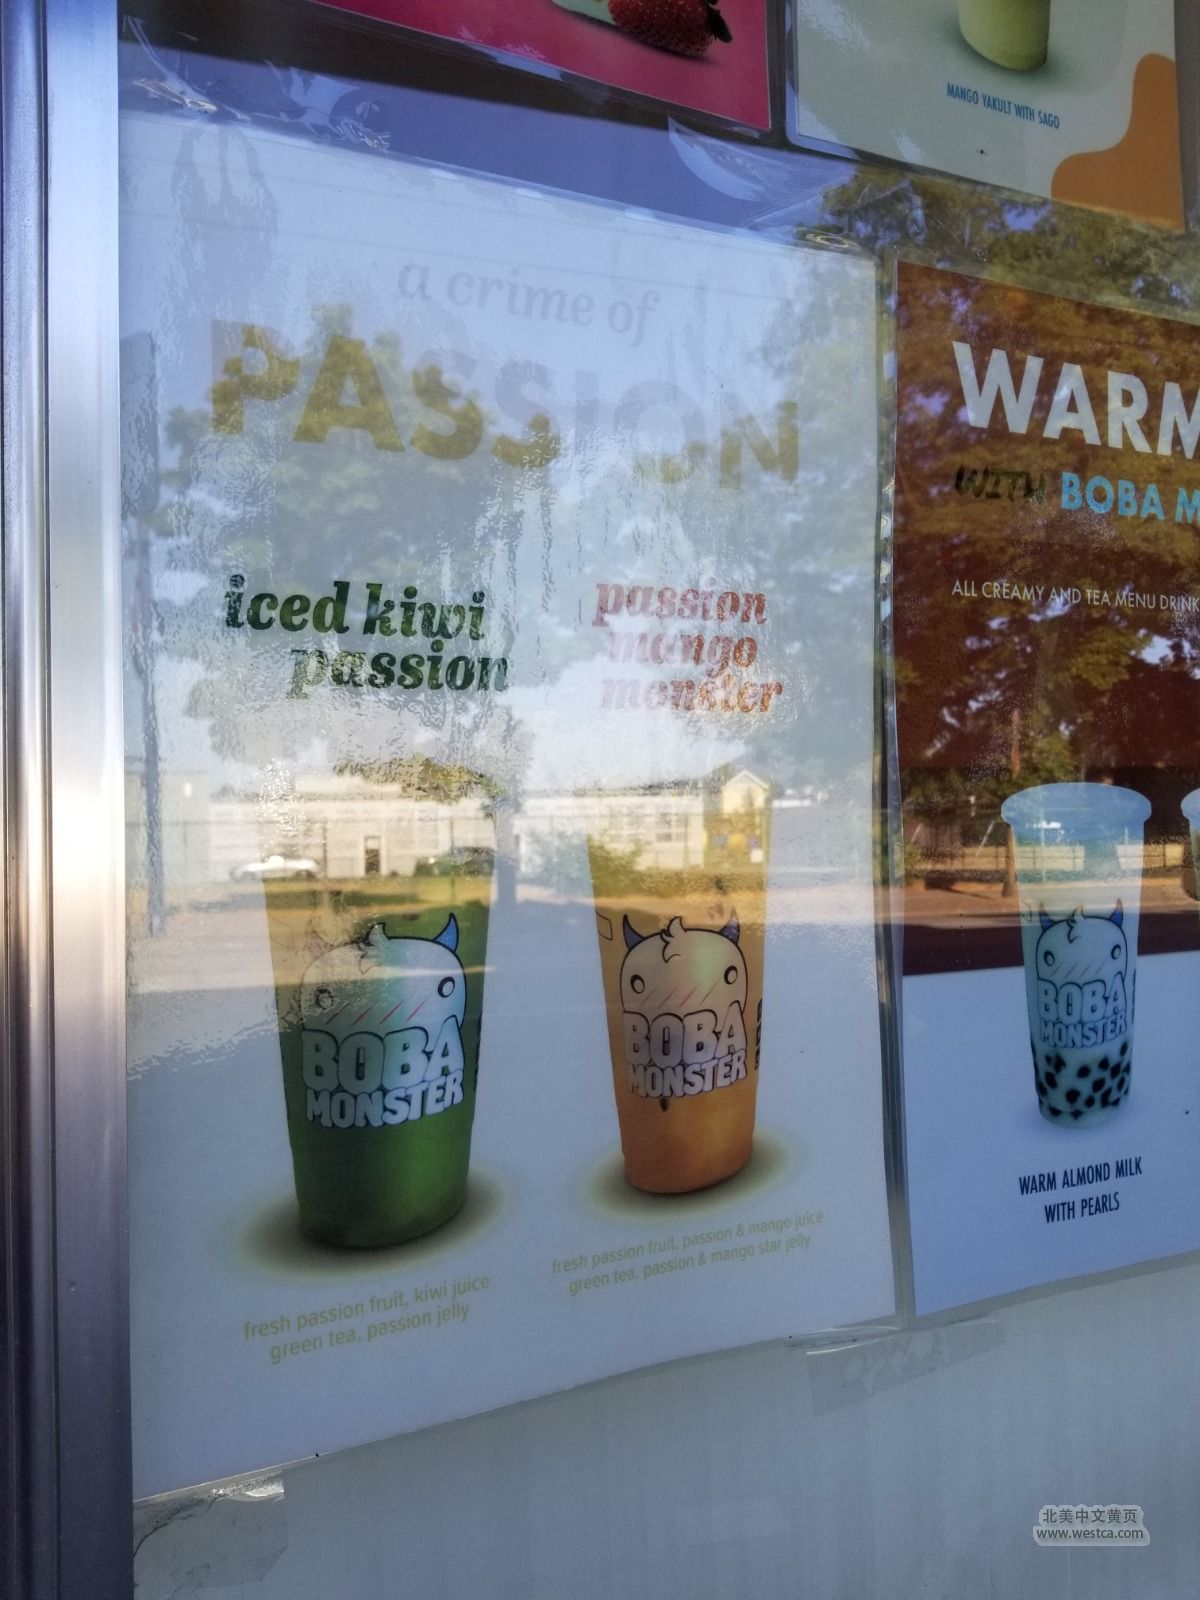 MANGO YAKULT WITH SAGO
a crime of
PASSION
iced kiwi
passion
passion
mango
monster
BOBA
MONSTER
BOBA
MONSTER
fresh passion fruit, kiwi juice
green tea, passion jelly
fresh passion fruit, passion & mango juice
green tea, passion & mango star jelly
WARM
WITH BOBA M
ALL CREAMY AND TEA MENU DRINK
BOBA
MONSTER
WARM ALMOND MILK
WITH PEARLS
北美中文黄页
www.westca.com